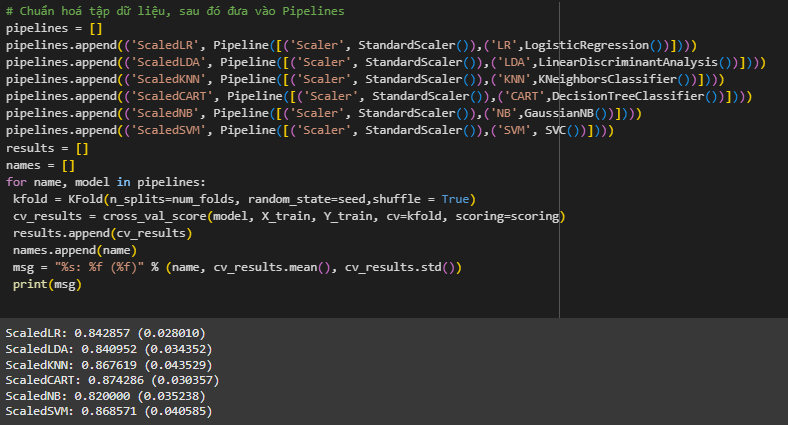 # Chuẩn hoá tập dữ liệu, sau đó đưa vào Pipelines
pipelines = []
pipelines.append(('ScaledLR', Pipeline([('Scaler', StandardScaler()),('LR',LogisticRegression())])))
pipelines.append(('ScaledLDA', Pipeline([('Scaler', StandardScaler()),('LDA',LinearDiscriminantAnalysis())])))
pipelines.append(('ScaledKNN', Pipeline([('Scaler', StandardScaler()),('KNN',KNeighborsClassifier())])))
pipelines.append(('ScaledCART', Pipeline([('Scaler', StandardScaler()),('CART',DecisionTreeClassifier())])))
pipelines.append(('ScaledNB', Pipeline([('Scaler', StandardScaler()),('NB',GaussianNB())])))
pipelines.append(('ScaledSVM', Pipeline([('Scaler', StandardScaler()),('SVM', SVC())])))
results = []
names = []
for name, model in pipelines:
 kfold = KFold(n_splits=num_folds, random_state=seed,shuffle = True)
 cv_results = cross_val_score(model, X_train, Y_train, cv=kfold, scoring=scoring)
 results.append(cv_results)
 names.append(name)
 msg = "%s: %f (%f)" % (name, cv_results.mean(), cv_results.std())
 print(msg)
ScaledLR: 0.842857 (0.028010)
ScaledLDA: 0.840952 (0.034352)
ScaledKNN: 0.867619 (0.043529)
ScaledCART: 0.874286 (0.030357)
ScaledNB: 0.820000 (0.035238)
ScaledSVM: 0.868571 (0.040585)